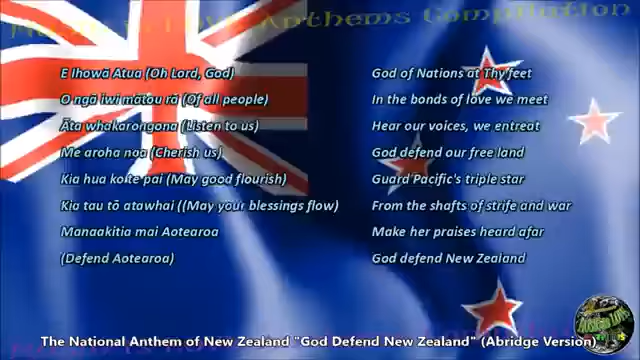 Music is LOVE Anthems Compilation
E Ihowā Atua (Oh Lord, God)
O ngā iwi mātou rā (Of all people)
Āta whakarongona (Listen to us)
Me aroha noa (Cherish us)
Kia hua ko te pai (May good flourish)
Kia tau tō atawhai ((May your blessings flow)
Manaakitia mai Aotearoa
(Defend Aotearoa)
God of Nations at Thy feet
In the bonds of love we meet
Hear our voices, we entreat
God defend our free land
Guard Pacific's triple star
From the shafts of strife and war
Make her praises heard afar
God defend New Zealand
The National Anthem of New Zealand "God Defend New Zealand" (Abridge Version)